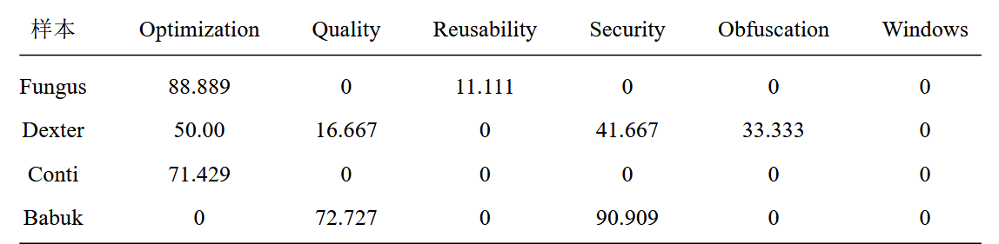 样本 Optimization Quality Reusability Security Obfuscation Windows
Fungus 88.889 0 11.111 0 0 0
Dexter 50.00 16.667 0 41.667 33.333 0
Conti 71.429 0 0 0 0 0
Babuk 0 72.727 0 90.909 0 0